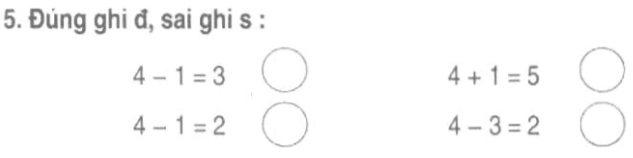 5. Đúng ghi đ, sai ghi s :
4 – 1 = 3 4 + 1 = 5
4 – 1 = 2 4 – 3 = 2